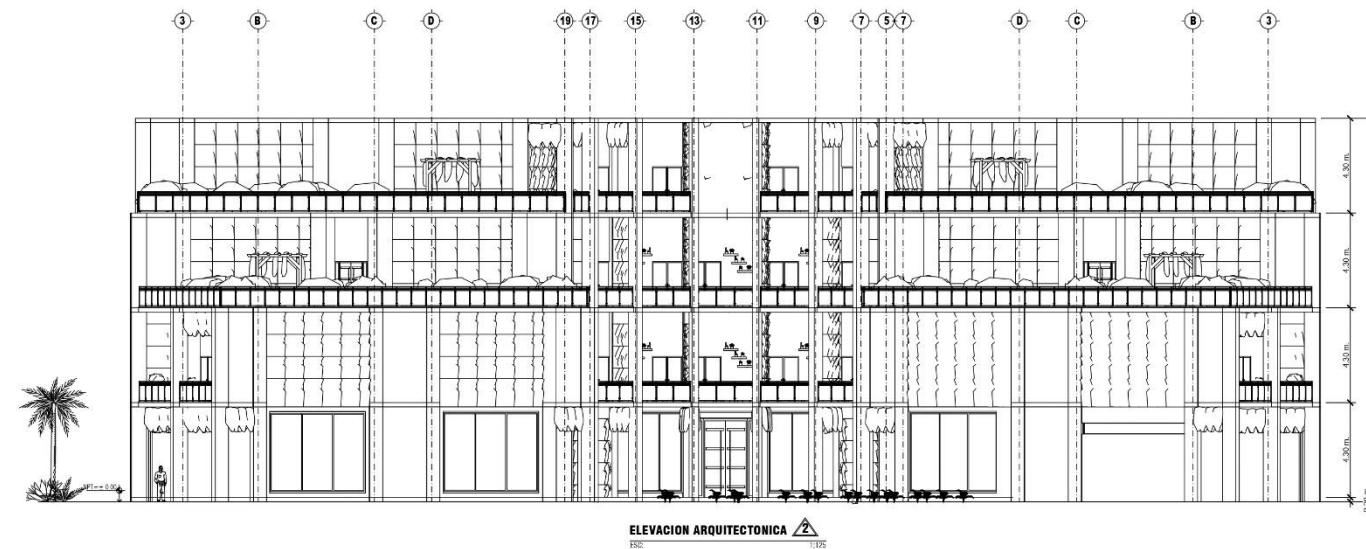 3 B C D 19 17 15 13 11 9 7 5 7 D C B 3
4.30 m.
4.30 m.
4.30 m.
4.30 m.
ELEVACION ARQUITECTONICA 2
ESC: 1:125